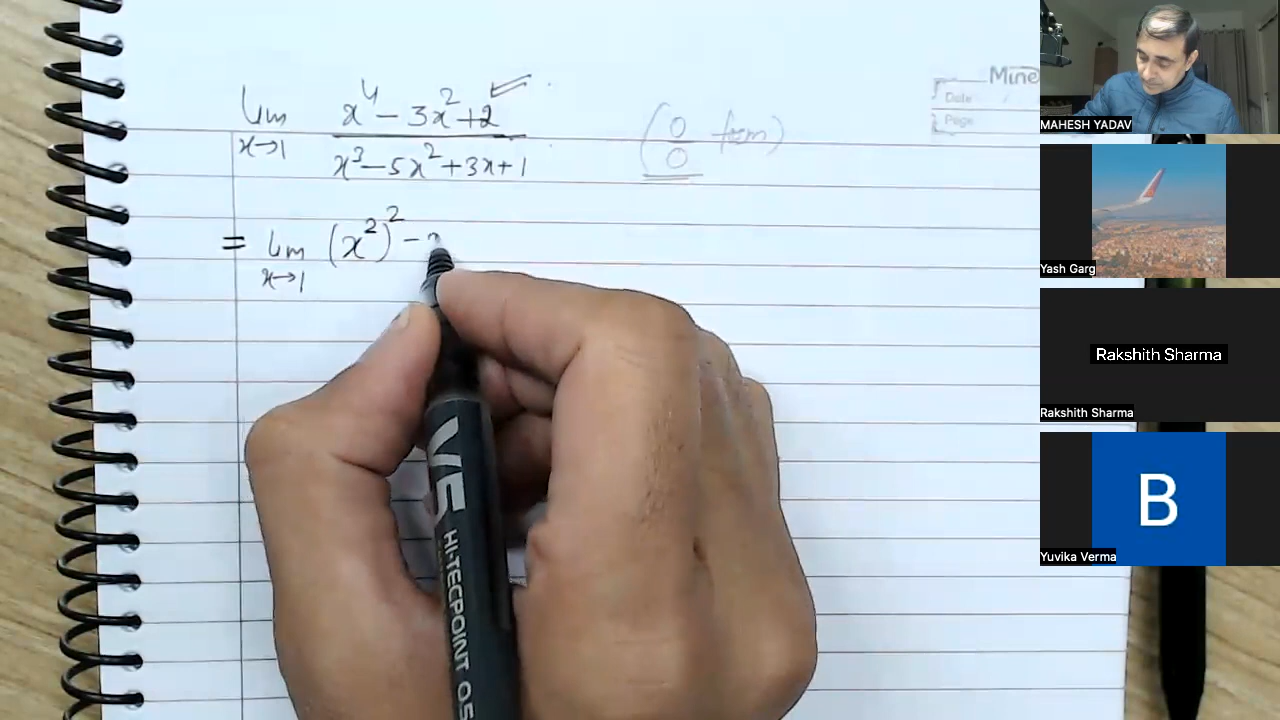 Lim x→1 x⁴ – 3x² + 2 / x³ – 5x² + 3x + 1 (0/0 form)
= Lim x→1 (x²)² –
Mine
Date
Page
V5 HI-TECPOINT 0.5
MAHESH YADAV
Yash Garg
Rakshith Sharma
Rakshith Sharma
B
Yuvika Verma